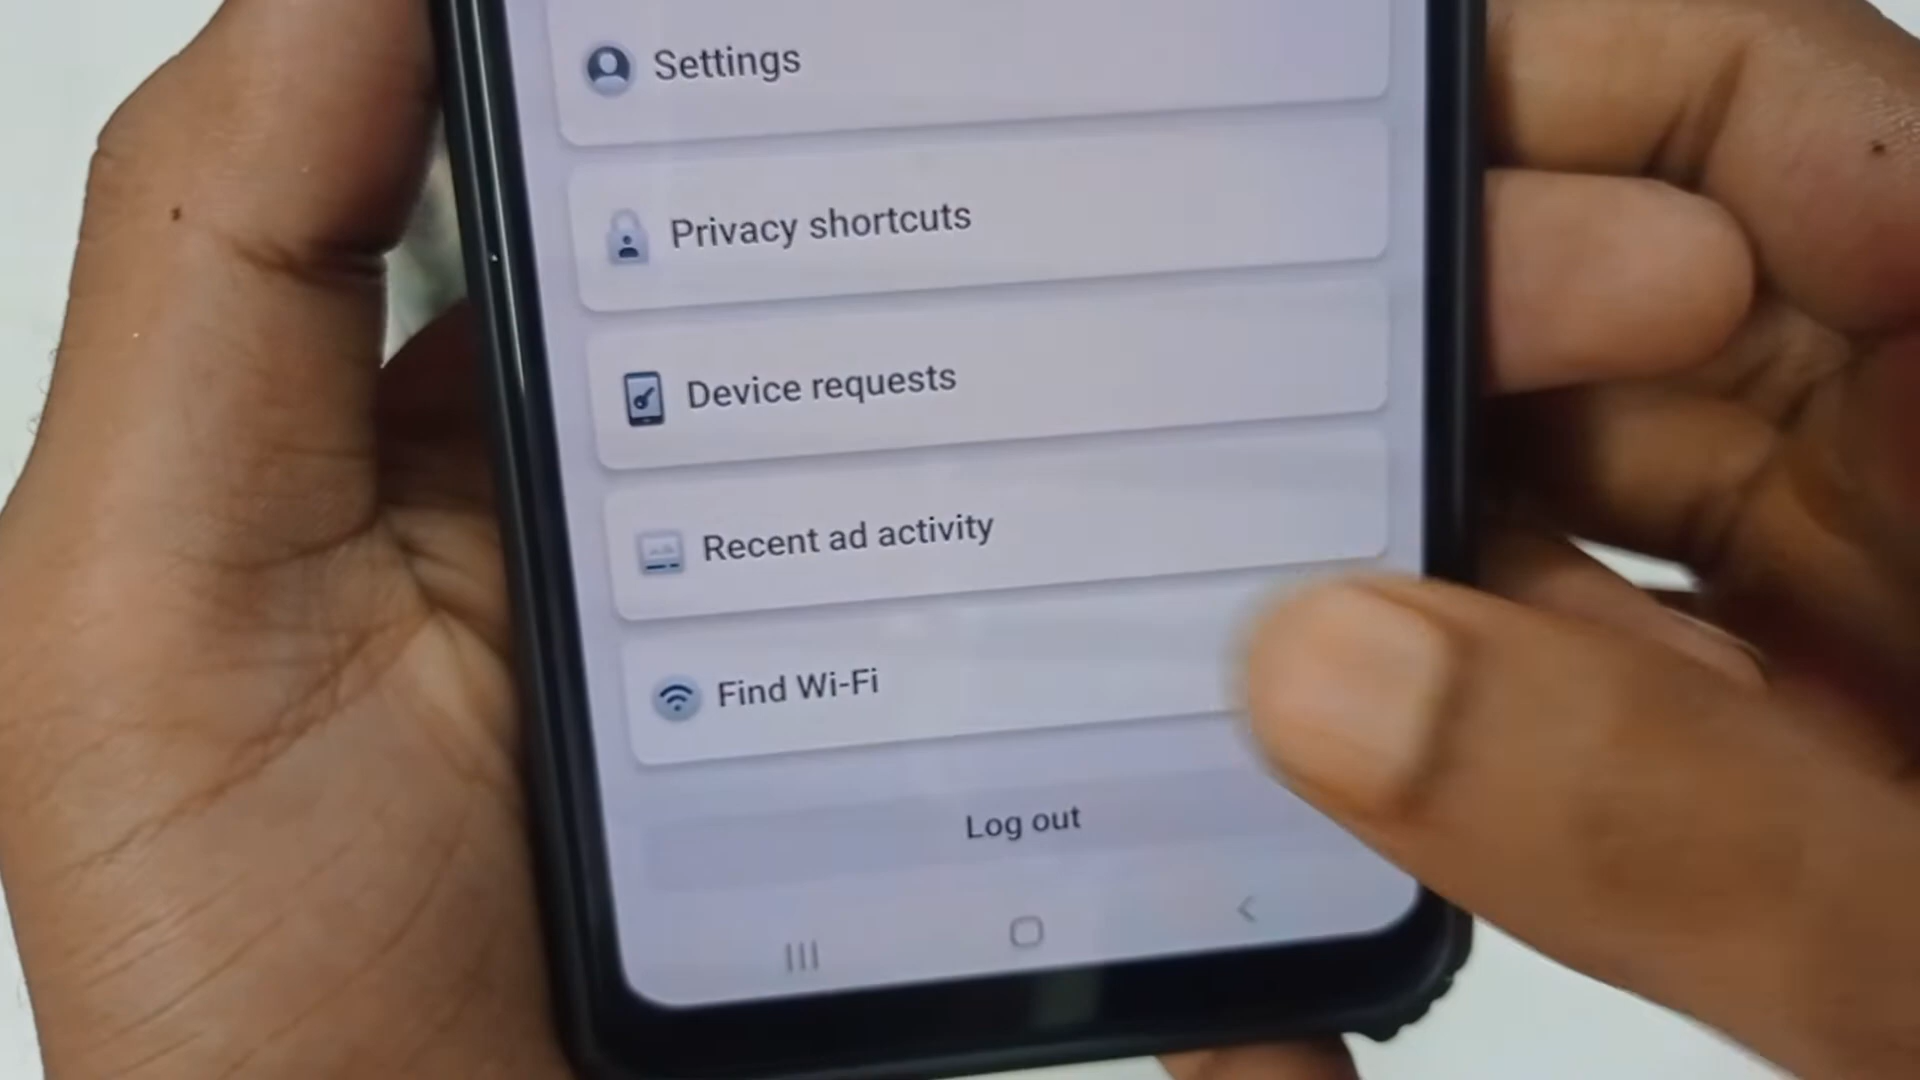 Settings
Privacy shortcuts
Device requests
Recent ad activity
Find Wi-Fi
Log out